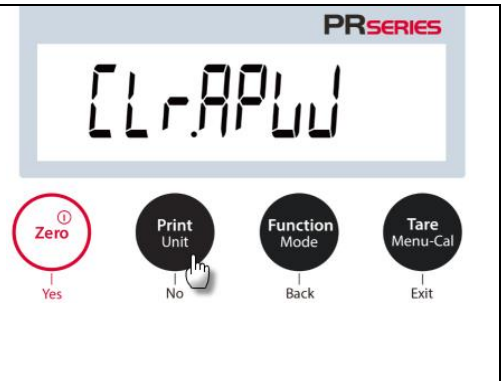 PRSERIES
CLr.APW
Zero
Print
Unit
Function
Mode
Tare
Menu-Cal
Yes
No
Back
Exit